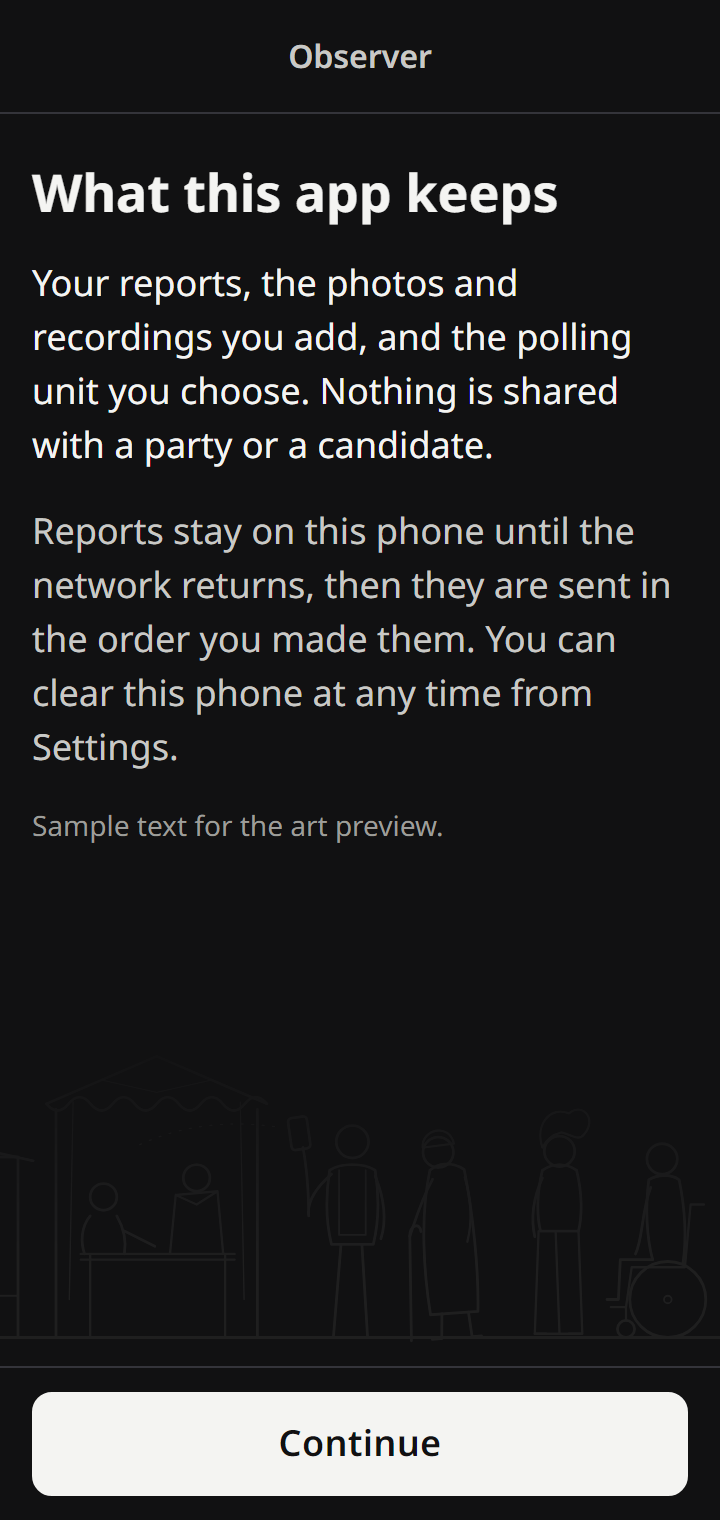 Observer
What this app keeps
Your reports, the photos and
recordings you add, and the polling
unit you choose. Nothing is shared
with a party or a candidate.
Reports stay on this phone until the
network returns, then they are sent in
the order you made them. You can
clear this phone at any time from
Settings.
Sample text for the art preview.
Continue